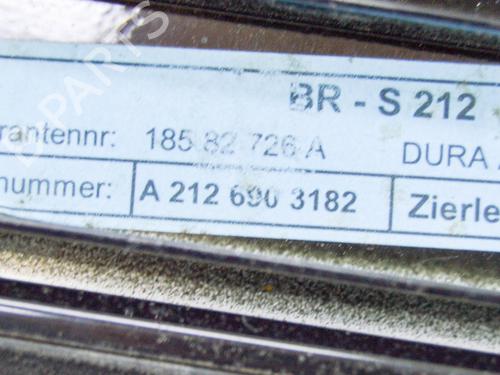 BR - S 212
rantennr: 185 82 726 A DURA
nummer: A 212 690 3182 Zierle